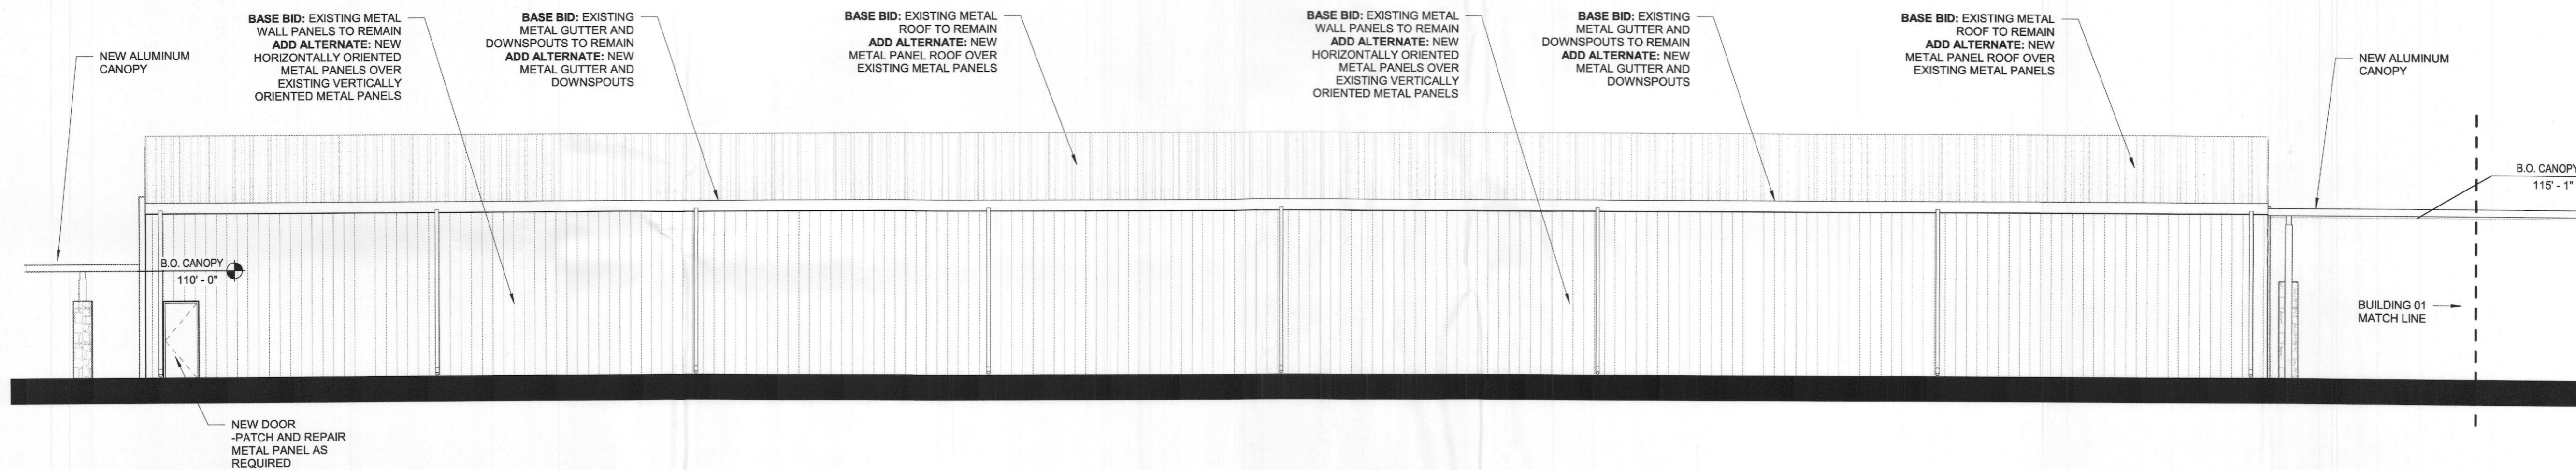 NEW ALUMINUM
CANOPY
BASE BID: EXISTING METAL
WALL PANELS TO REMAIN
ADD ALTERNATE: NEW
HORIZONTALLY ORIENTED
METAL PANELS OVER
EXISTING VERTICALLY
ORIENTED METAL PANELS
BASE BID: EXISTING
METAL GUTTER AND
DOWNSPOUTS TO REMAIN
ADD ALTERNATE: NEW
METAL GUTTER AND
DOWNSPOUTS
BASE BID: EXISTING METAL
ROOF TO REMAIN
ADD ALTERNATE: NEW
METAL PANEL ROOF OVER
EXISTING METAL PANELS
BASE BID: EXISTING METAL
WALL PANELS TO REMAIN
ADD ALTERNATE: NEW
HORIZONTALLY ORIENTED
METAL PANELS OVER
EXISTING VERTICALLY
ORIENTED METAL PANELS
BASE BID: EXISTING
METAL GUTTER AND
DOWNSPOUTS TO REMAIN
ADD ALTERNATE: NEW
METAL GUTTER AND
DOWNSPOUTS
BASE BID: EXISTING METAL
ROOF TO REMAIN
ADD ALTERNATE: NEW
METAL PANEL ROOF OVER
EXISTING METAL PANELS
NEW ALUMINUM
CANOPY
B.O. CANOPY
115' - 1"
B.O. CANOPY
110' - 0"
BUILDING 01
MATCH LINE
NEW DOOR
-PATCH AND REPAIR
METAL PANEL AS
REQUIRED